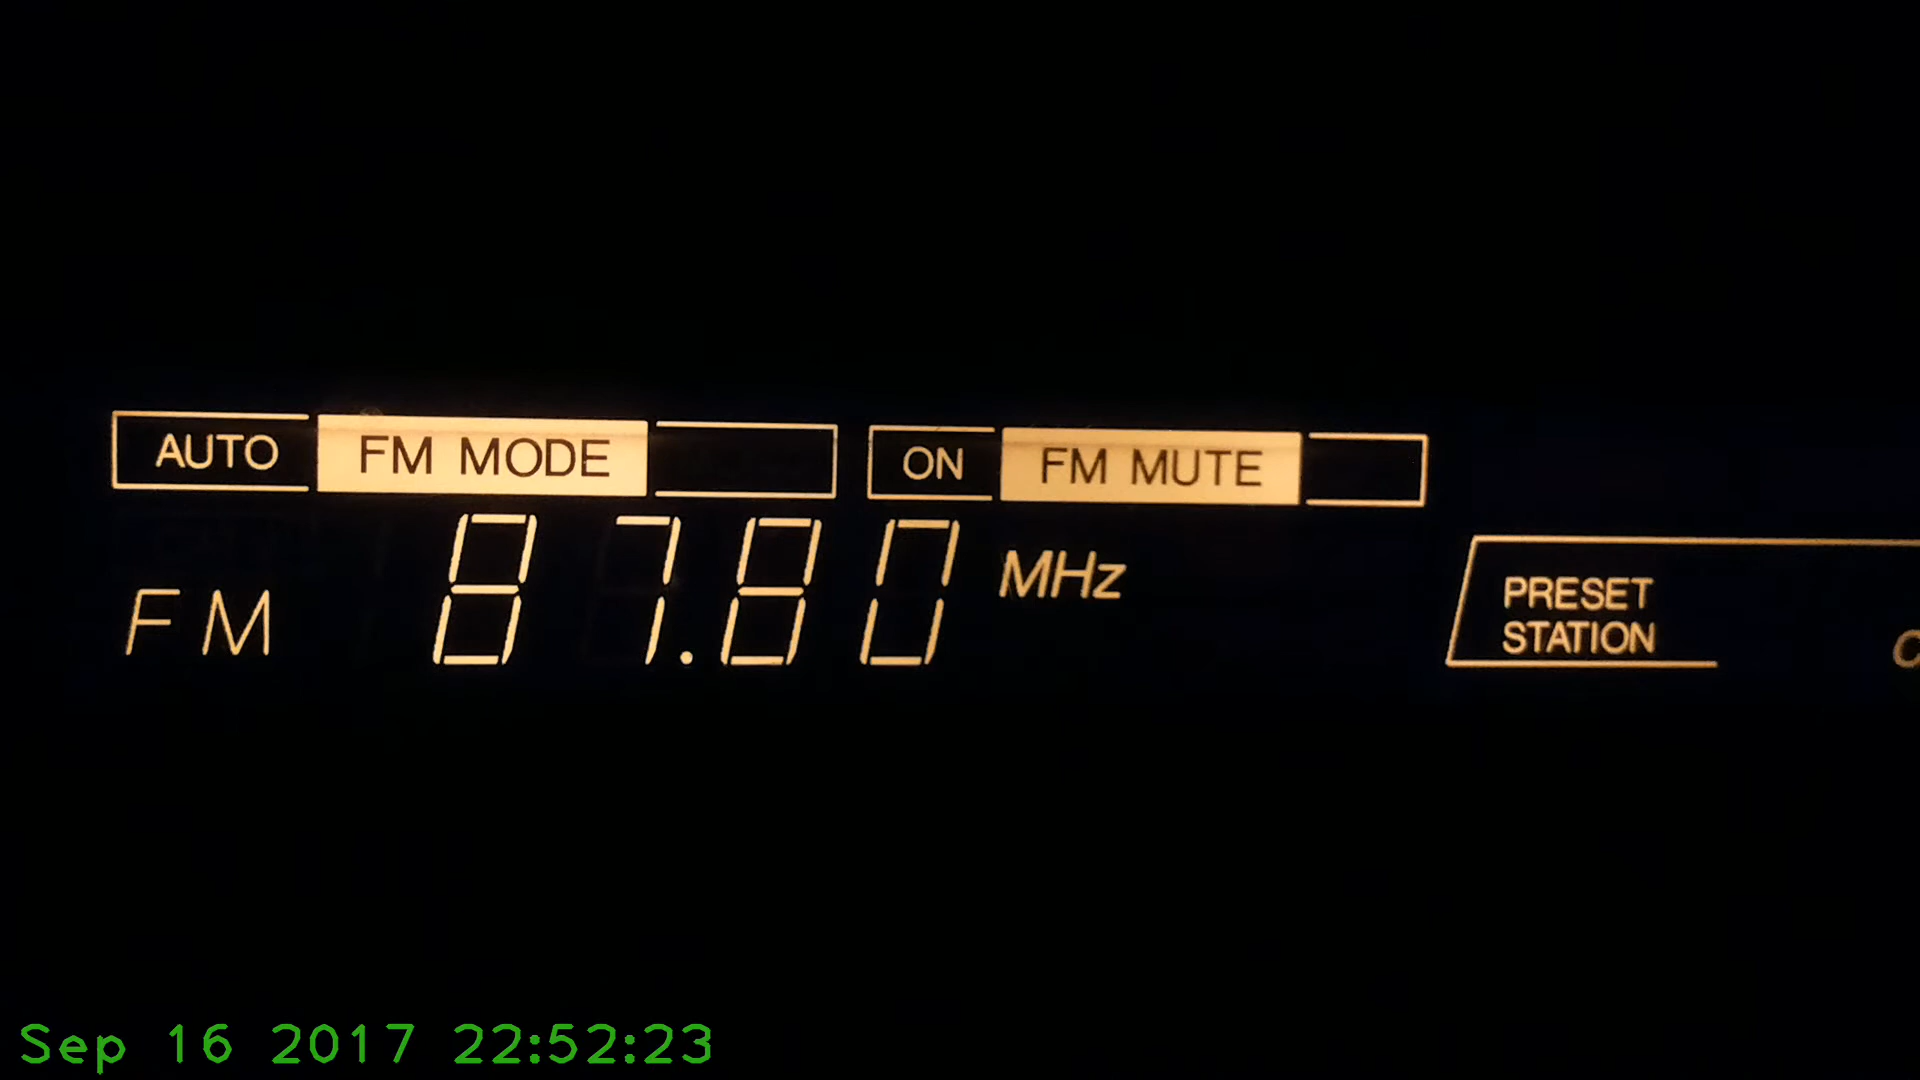 AUTO FM MODE ON FM MUTE
FM 87.80 MHz
PRESET
STATION
Sep 16 2017 22:52:23